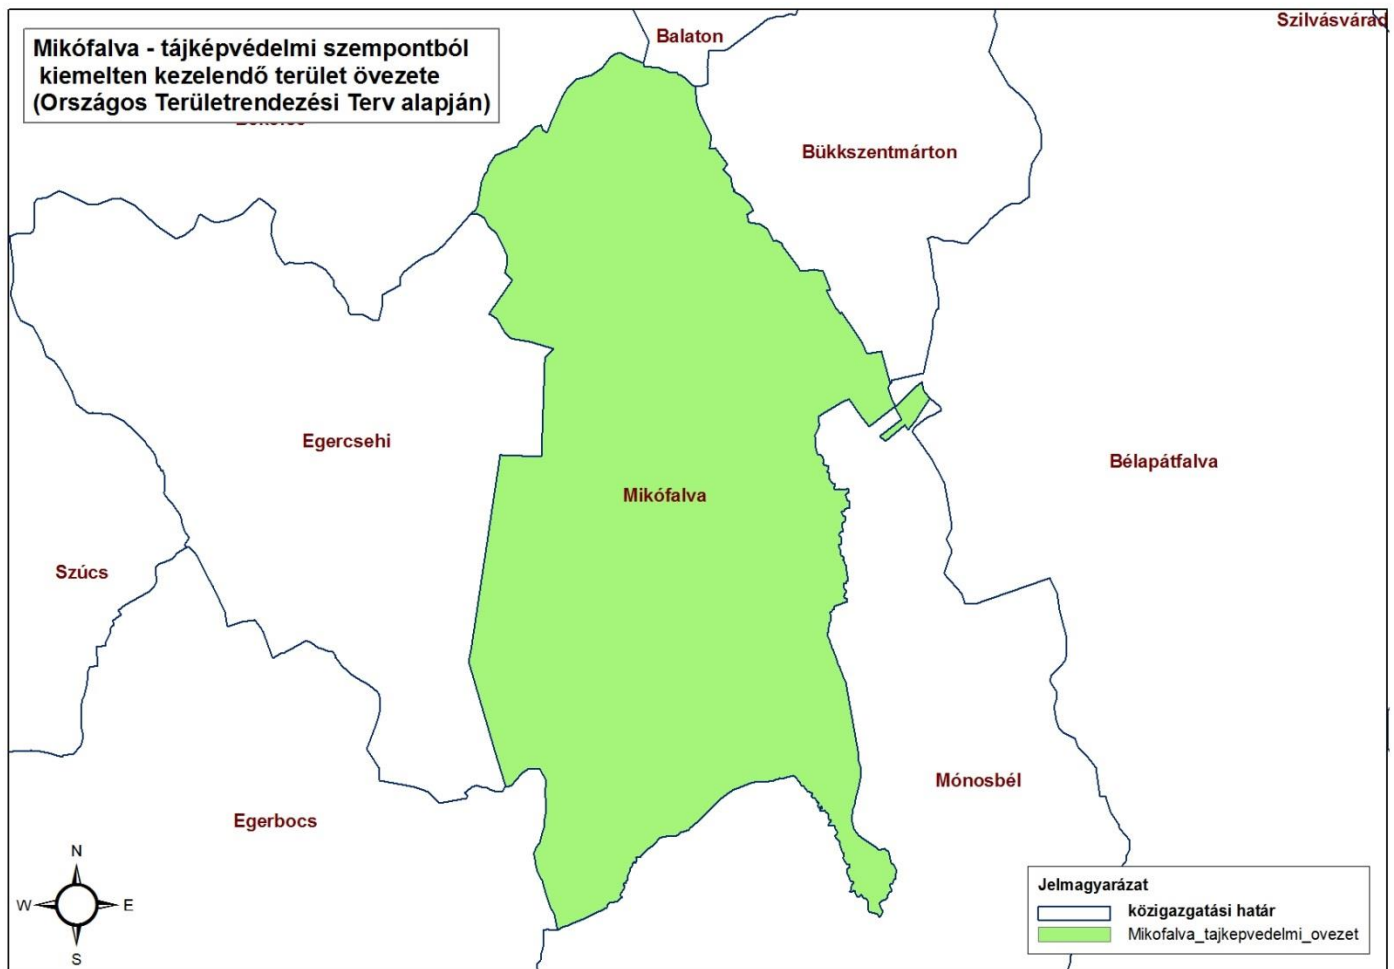 Mikófalva - tájképvédelmi szempontból
kiemelten kezelendő terület övezete
(Országos Területrendezési Terv alapján)
Balaton
Szilvásvárad
Bükkszentmárton
Egercsehi
Bélapátfalva
Mikófalva
Szúcs
Mónosbél
Egerbocs
N
W
E
S
Jelmagyarázat
közigazgatási határ
Mikofalva_tajkepvedelmi_ovezet